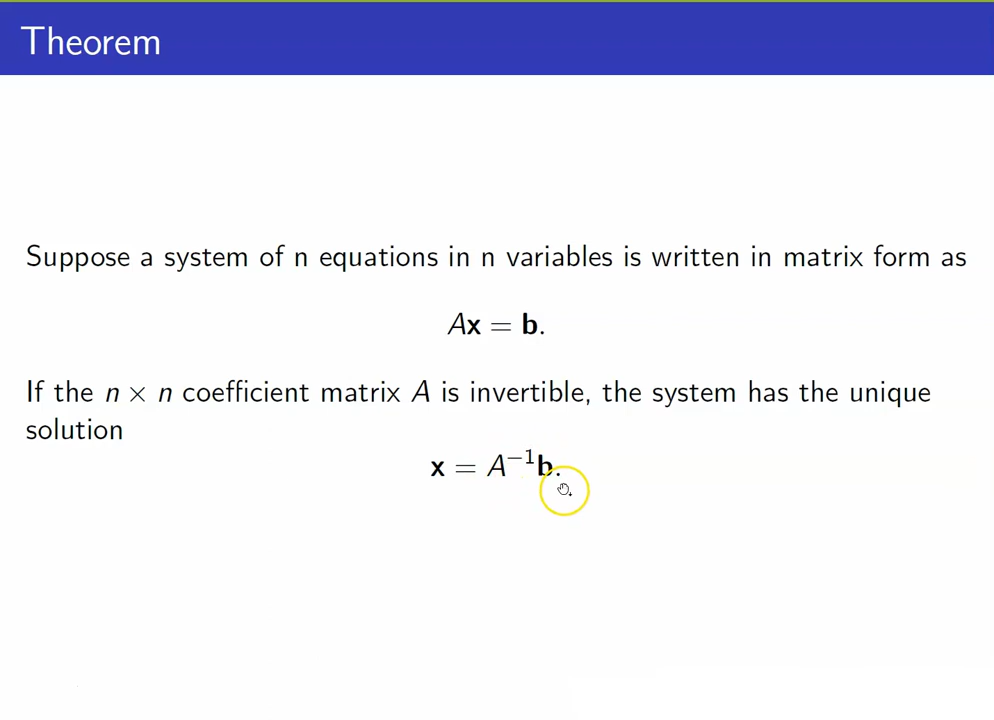 Theorem
Suppose a system of n equations in n variables is written in matrix form as
Ax = b.
If the n × n coefficient matrix A is invertible, the system has the unique
solution
x = A⁻¹b.